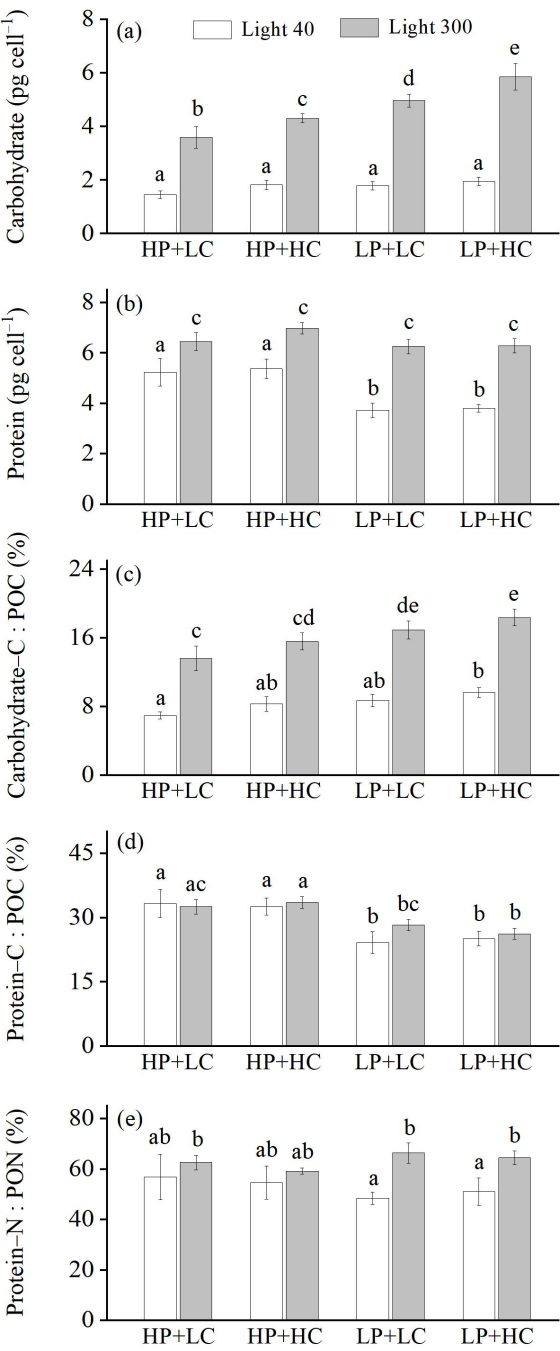 (a) Light 40 Light 300
Carbohydrate (pg cell⁻¹)
8
6
4
2
0
a b a c a d a e
HP+LC HP+HC LP+LC LP+HC
(b)
Protein (pg cell⁻¹)
8
6
4
2
0
a c a c b c b c
HP+LC HP+HC LP+LC LP+HC
(c)
Carbohydrate–C : POC (%)
24
16
8
0
a c ab cd ab de b e
HP+LC HP+HC LP+LC LP+HC
(d)
Protein–C : POC (%)
45
30
15
0
a ac a a b bc b b
HP+LC HP+HC LP+LC LP+HC
(e)
Protein–N : PON (%)
80
60
40
20
0
ab b ab ab a b a b
HP+LC HP+HC LP+LC LP+HC